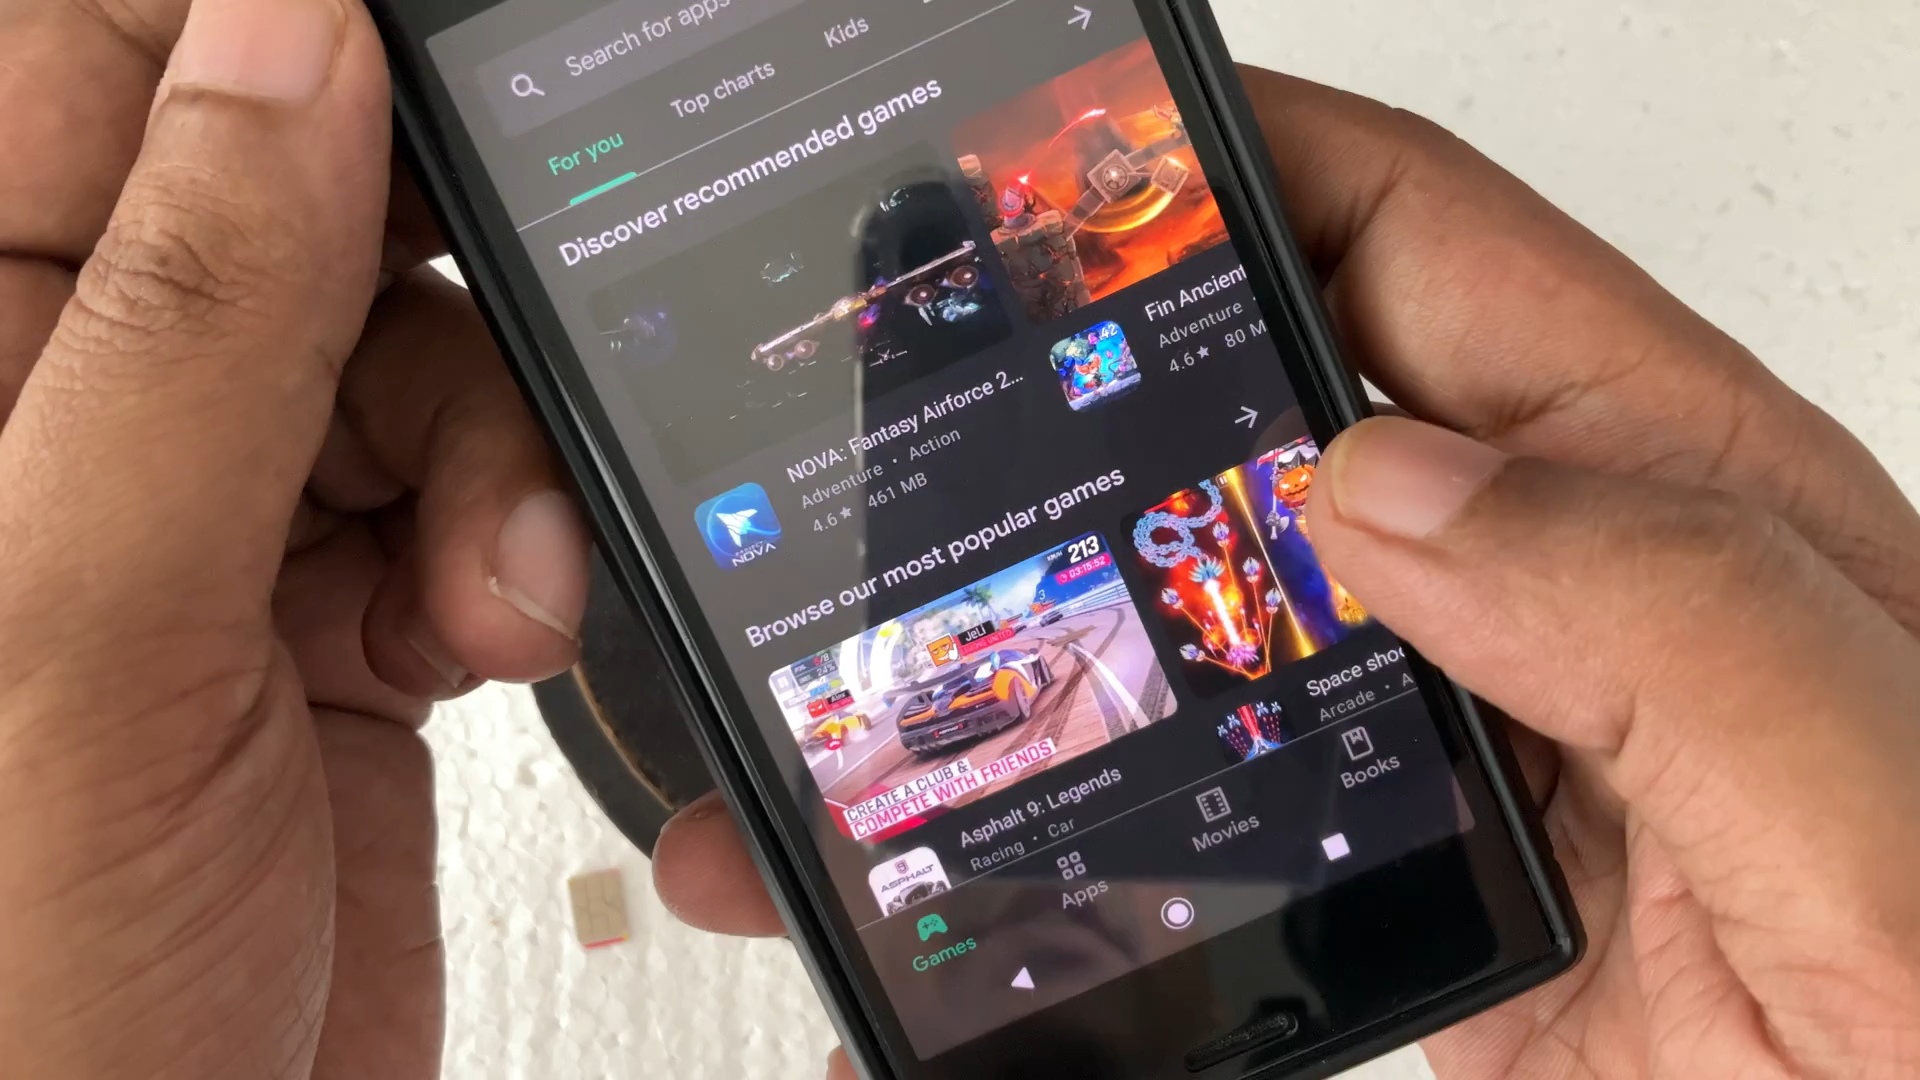 Search for apps
For you
Top charts
Kids
Discover recommended games
NOVA: Fantasy Airforce 2...
Adventure • Action
4.6★ 461 MB
NOVA
Fin Ancient
Adventure
4.6★ 80 M
Browse our most popular games
213
03:15:52
3
JeLi
CREATE A CLUB &
COMPETE WITH FRIENDS
Asphalt 9: Legends
Racing • Car
ASPHALT
Space shoo
Arcade • A
Games
Apps
Movies
Books